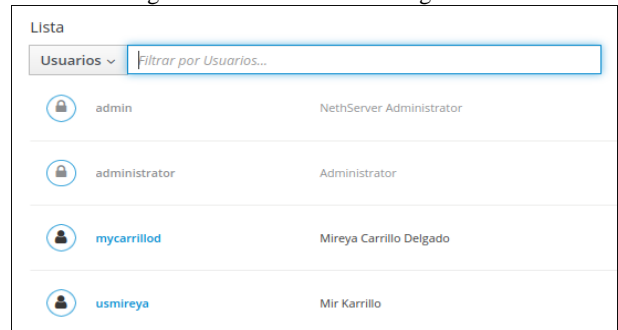 Lista
Usuarios Filtrar por Usuarios...
admin NethServer Administrator
administrator Administrator
mycarrillod Mireya Carrillo Delgado
usmireya Mir Karrillo